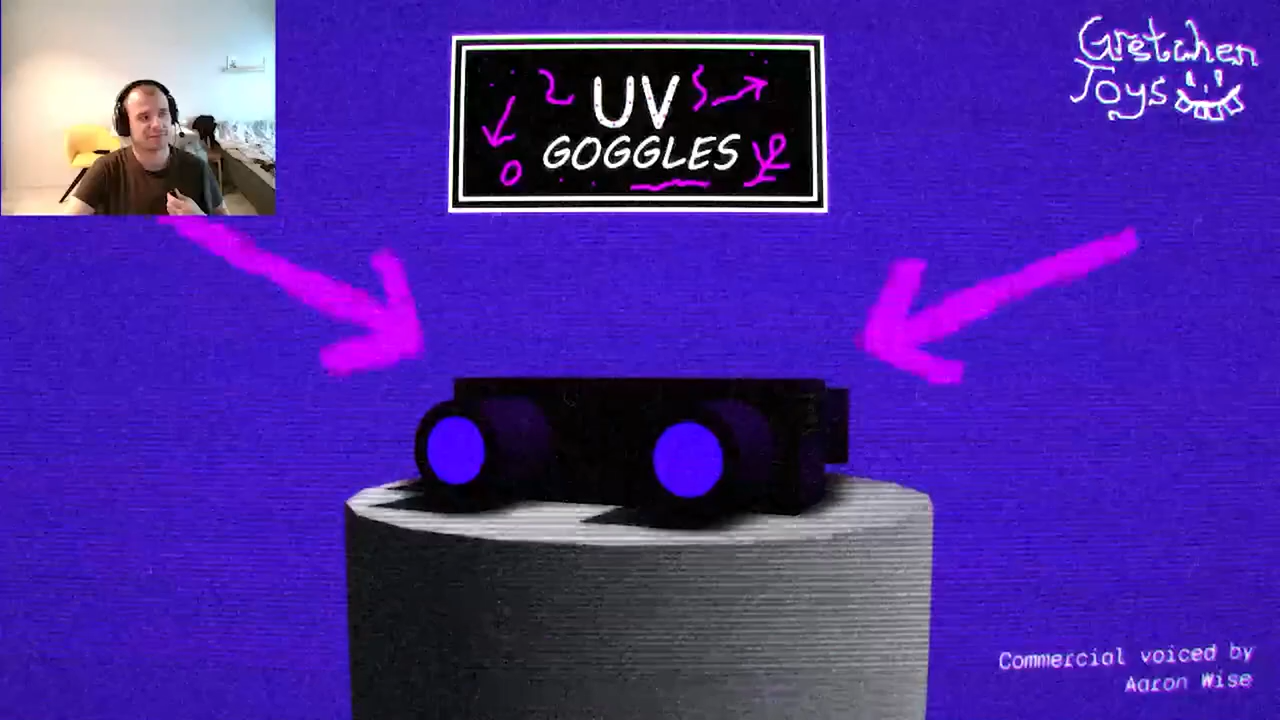 UV
GOGGLES
Gretchen
Toys
Commercial voiced by
Aaron Wise